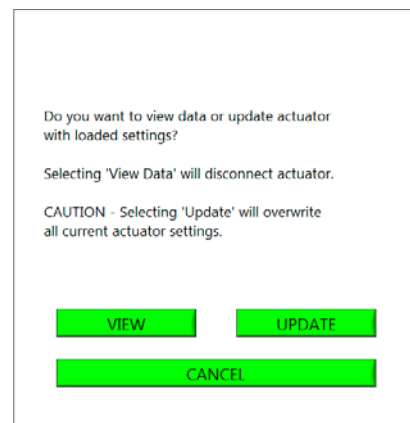 Do you want to view data or update actuator
with loaded settings?
Selecting 'View Data' will disconnect actuator.
CAUTION - Selecting 'Update' will overwrite
all current actuator settings.
VIEW
UPDATE
CANCEL